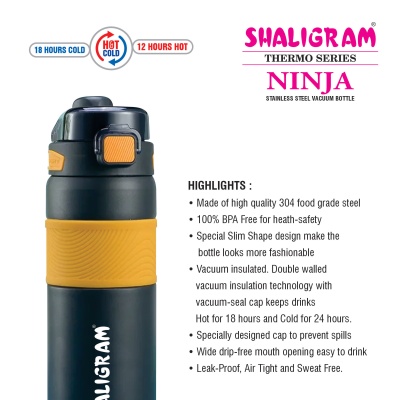 18 HOURS COLD
HOT
COLD
12 HOURS HOT
SHALIGRAM®
THERMO SERIES
NINJA
STAINLESS STEEL VACUUM BOTTLE
HIGHLIGHTS :
• Made of high quality 304 food grade steel
• 100% BPA Free for heath-safety
• Special Slim Shape design make the
bottle looks more fashionable
• Vacuum insulated. Double walled
vacuum insulation technology with
vacuum-seal cap keeps drinks
Hot for 18 hours and Cold for 24 hours.
• Specially designed cap to prevent spills
• Wide drip-free mouth opening easy to drink
• Leak-Proof, Air Tight and Sweat Free.
SHALIGRAM®